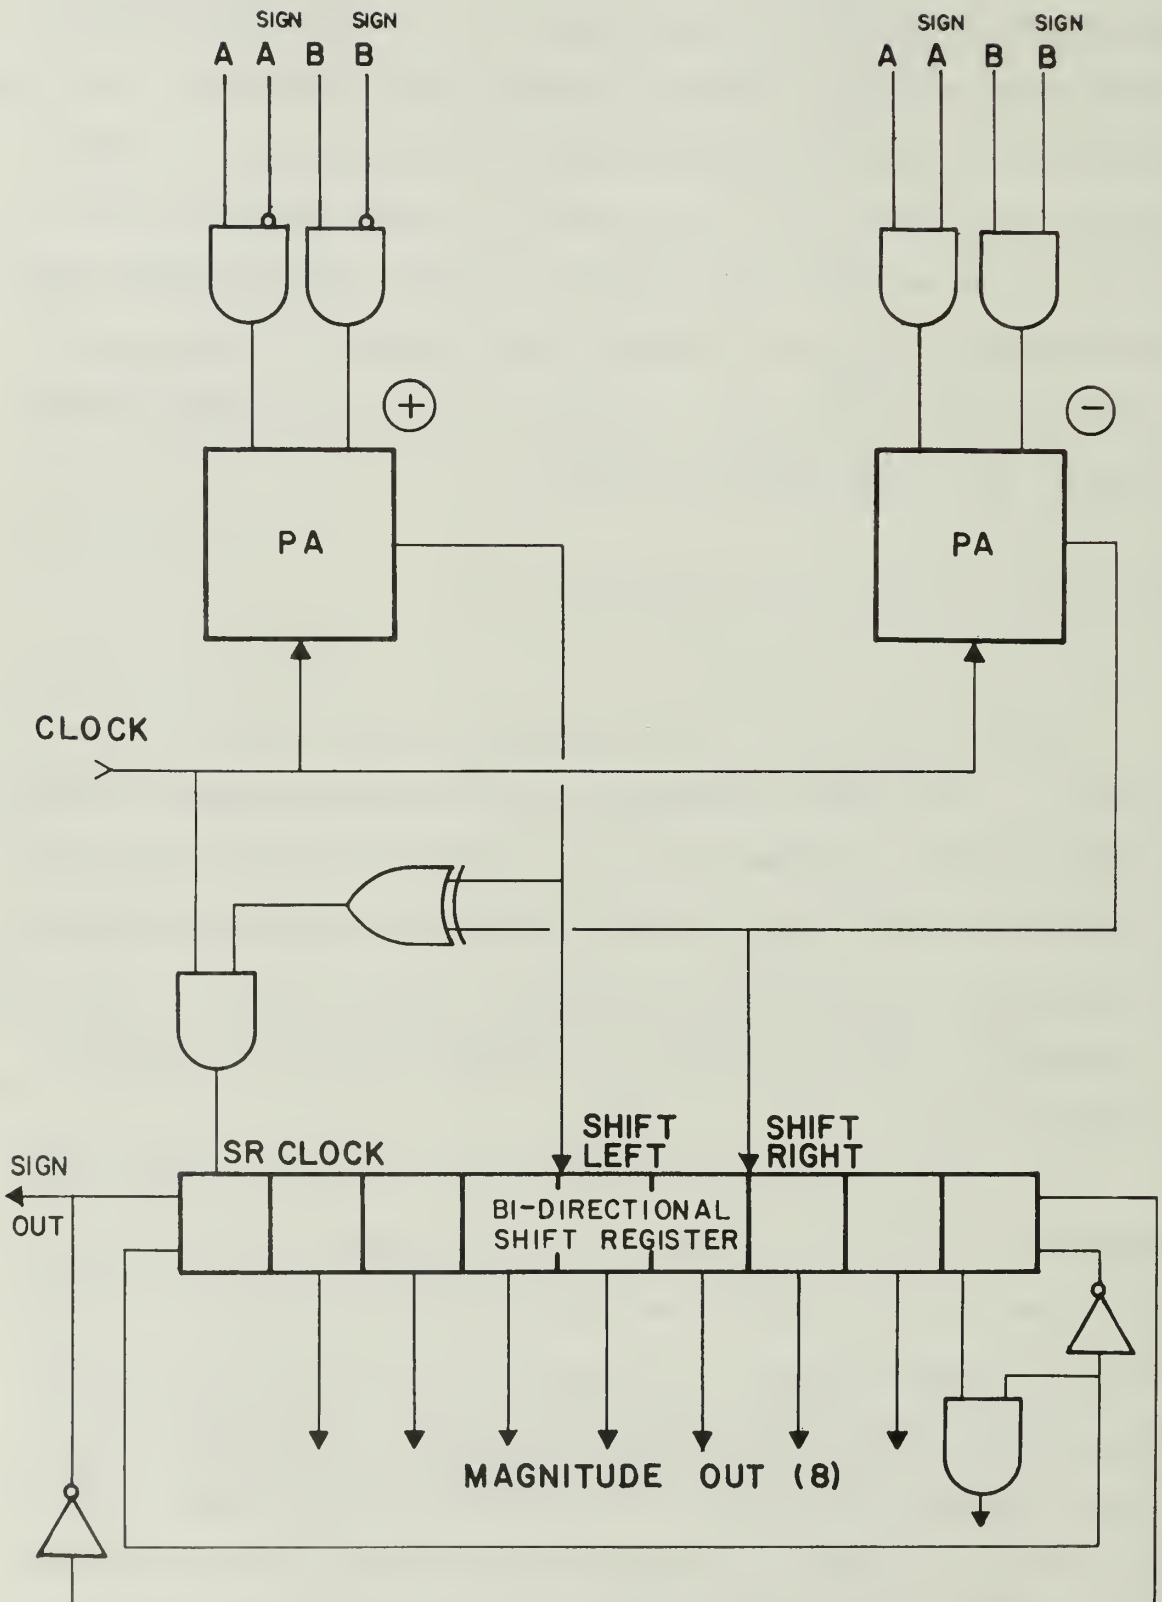 SIGN SIGN
A A B B
SIGN SIGN
A A B B
+
−
PA
PA
CLOCK
SR CLOCK
SHIFT
LEFT
SHIFT
RIGHT
SIGN
OUT
BI-DIRECTIONAL
SHIFT REGISTER
MAGNITUDE OUT (8)